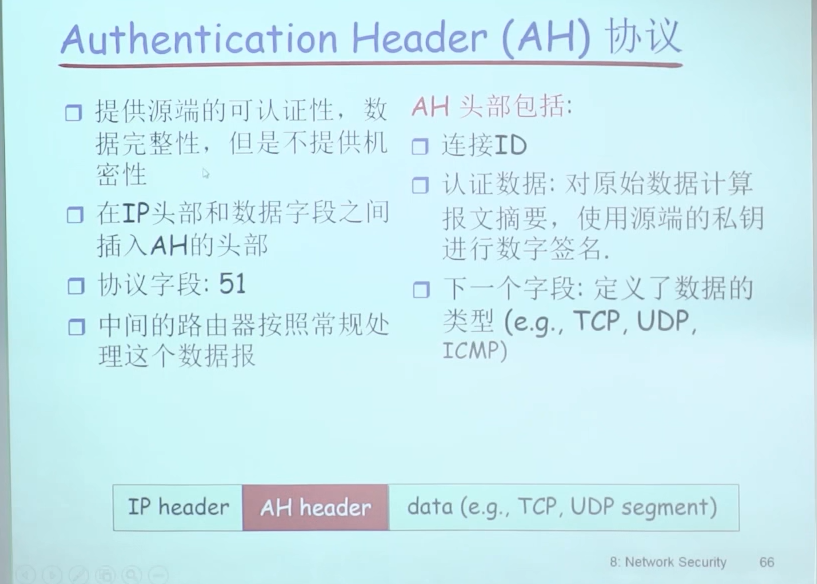 Authentication Header (AH) 协议
提供源端的可认证性，数
据完整性，但是不提供机
密性
在IP头部和数据字段之间
插入AH的头部
协议字段: 51
中间的路由器按照常规处
理这个数据报
AH 头部包括:
连接ID
认证数据: 对原始数据计算
报文摘要，使用源端的私钥
进行数字签名.
下一个字段: 定义了数据的
类型 (e.g., TCP, UDP,
ICMP)
IP header
AH header
data (e.g., TCP, UDP segment)
8: Network Security
66